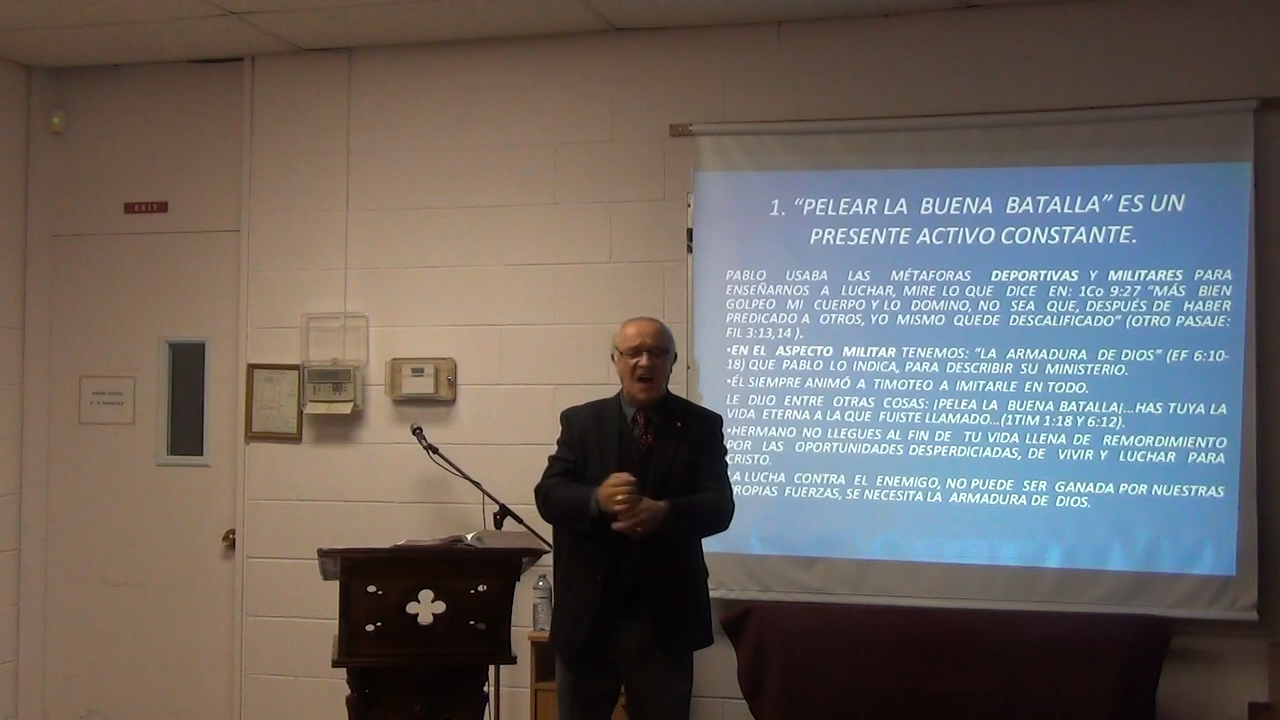 EXIT
1. “PELEAR LA BUENA BATALLA” ES UN
PRESENTE ACTIVO CONSTANTE.
PABLO USABA LAS MÉTAFORAS DEPORTIVAS Y MILITARES PARA
ENSEÑARNOS A LUCHAR, MIRE LO QUE DICE EN: 1Co 9:27 “MÁS BIEN
GOLPEO MI CUERPO Y LO DOMINO, NO SEA QUE, DESPUÉS DE HABER
PREDICADO A OTROS, YO MISMO QUEDE DESCALIFICADO” (OTRO PASAJE:
FIL 3:13,14 ).
•EN EL ASPECTO MILITAR TENEMOS: “LA ARMADURA DE DIOS” (EF 6:10-
18) QUE PABLO LO INDICA, PARA DESCRIBIR SU MINISTERIO.
•ÉL SIEMPRE ANIMÓ A TIMOTEO A IMITARLE EN TODO.
LE DIJO ENTRE OTRAS COSAS: ¡PELEA LA BUENA BATALLA¡...HAS TUYA LA
VIDA ETERNA A LA QUE FUISTE LLAMADO...(1TIM 1:18 Y 6:12).
•HERMANO NO LLEGUES AL FIN DE TU VIDA LLENA DE REMORDIMIENTO
POR LAS OPORTUNIDADES DESPERDICIADAS, DE VIVIR Y LUCHAR PARA
CRISTO.
A LUCHA CONTRA EL ENEMIGO, NO PUEDE SER GANADA POR NUESTRAS
ROPIAS FUERZAS, SE NECESITA LA ARMADURA DE DIOS.